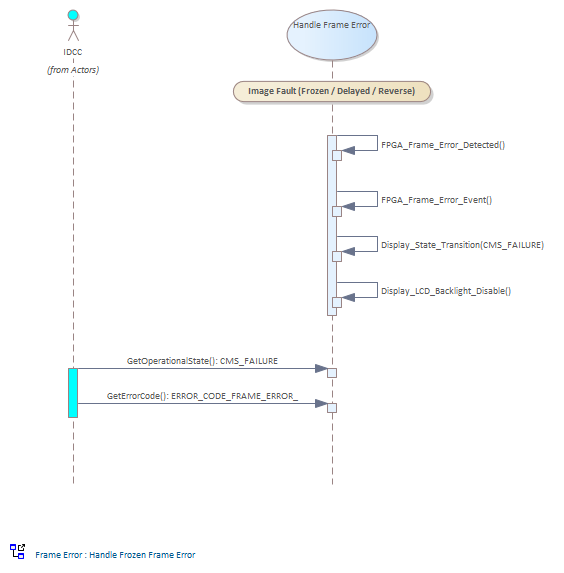 Handle Frame Error
IDCC
(from Actors)
Image Fault (Frozen / Delayed / Reverse)
FPGA_Frame_Error_Detected()
FPGA_Frame_Error_Event()
Display_State_Transition(CMS_FAILURE)
Display_LCD_Backlight_Disable()
GetOperationalState(): CMS_FAILURE
GetErrorCode(): ERROR_CODE_FRAME_ERROR_
Frame Error : Handle Frozen Frame Error